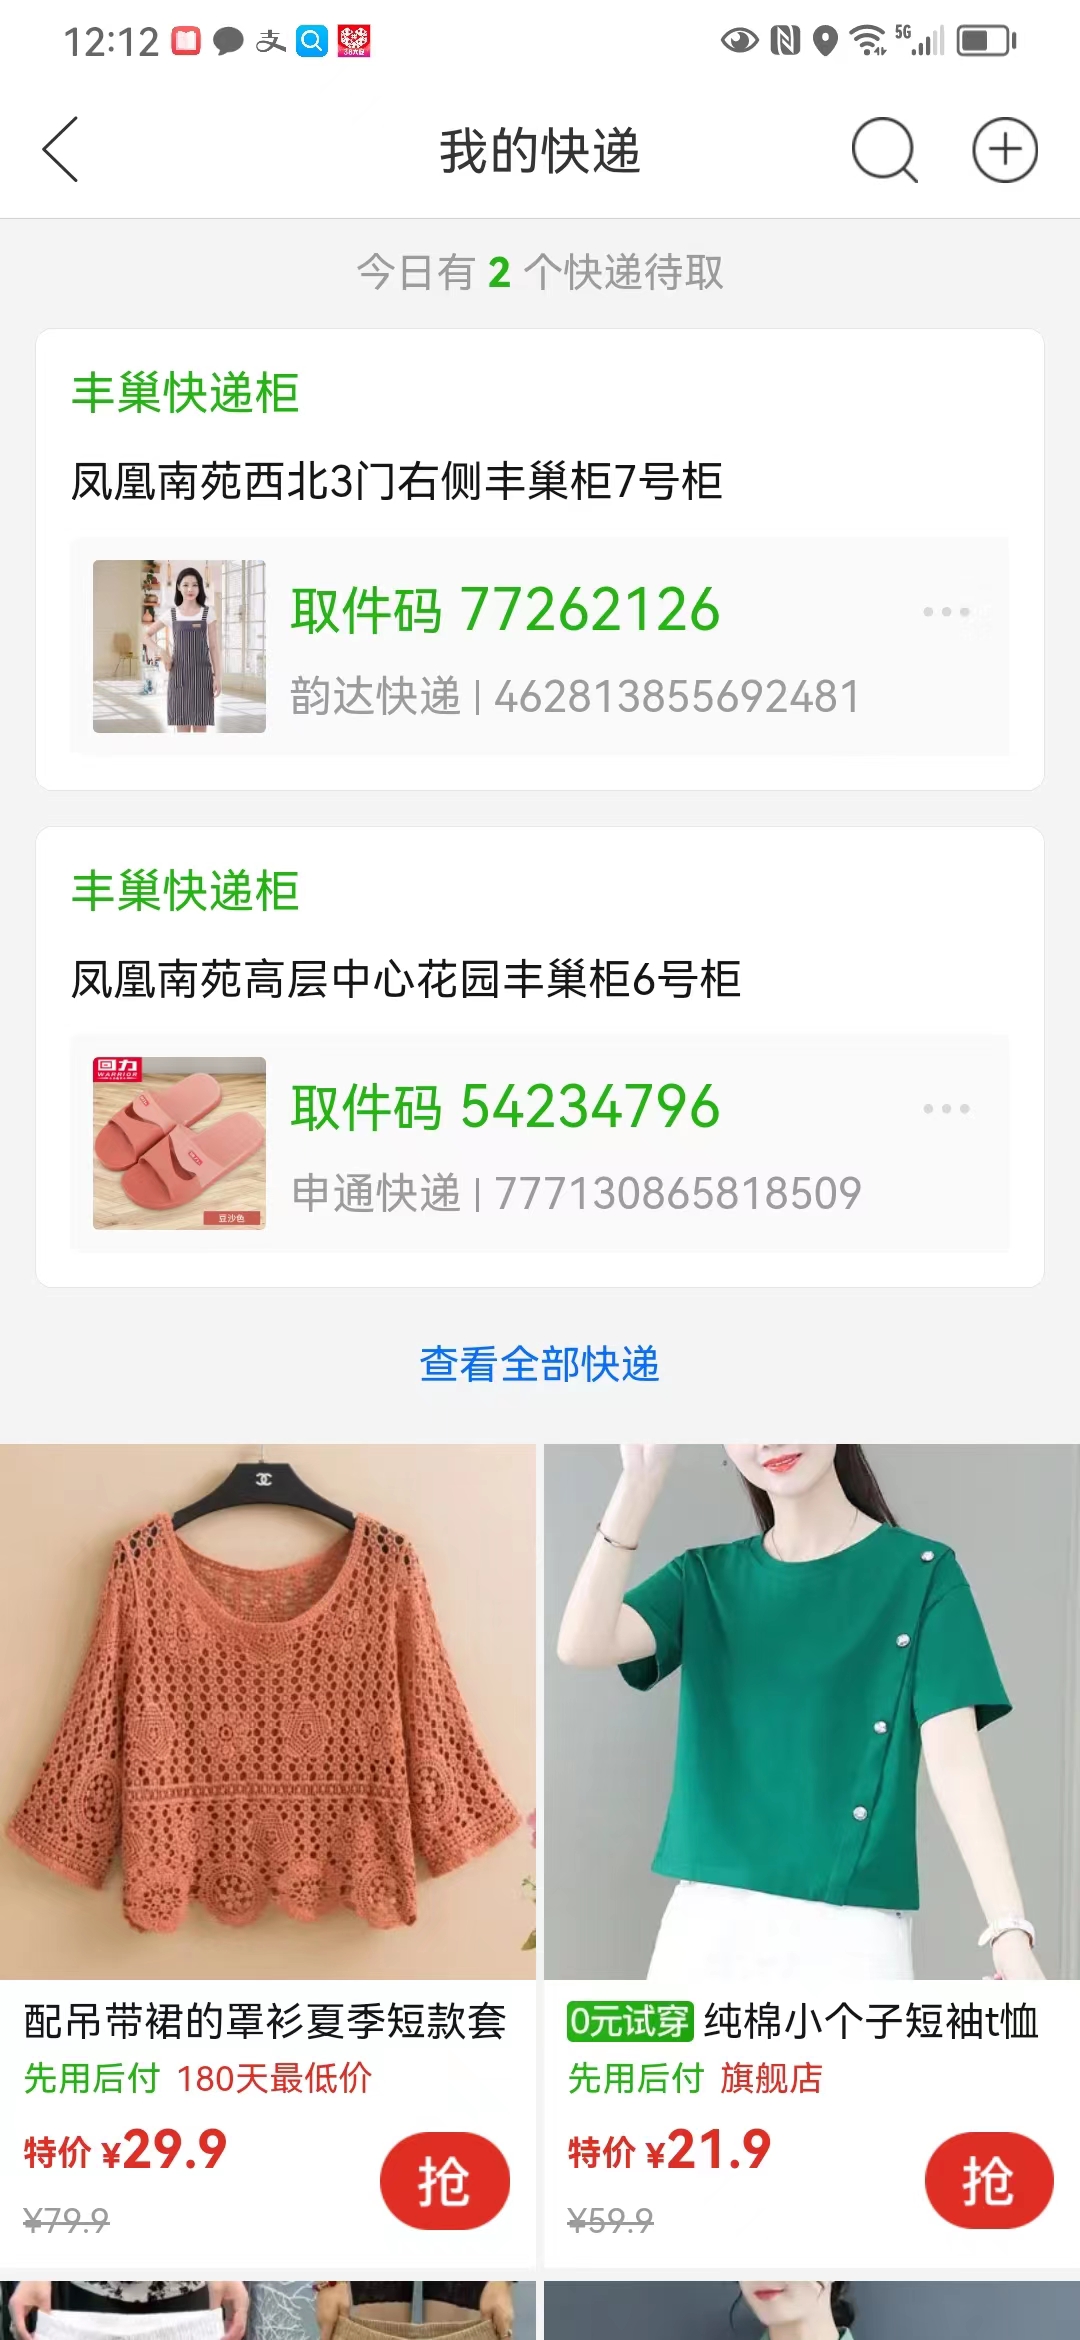 12:12
支
38大促
5G
我的快递
今日有 2 个快递待取
丰巢快递柜
凤凰南苑西北3门右侧丰巢柜7号柜
取件码 77262126
韵达快递 | 462813855692481
丰巢快递柜
凤凰南苑高层中心花园丰巢柜6号柜
回力
WARRIOR
豆沙色
取件码 54234796
申通快递 | 777130865818509
查看全部快递
配吊带裙的罩衫夏季短款套
先用后付 180天最低价
特价 ¥29.9
抢
¥79.9
0元试穿 纯棉小个子短袖t恤
先用后付 旗舰店
特价 ¥21.9
抢
¥59.9